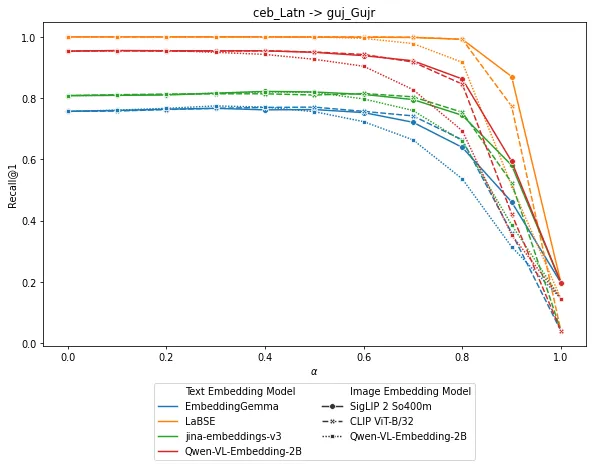 ceb_Latn -> guj_Gujr
Recall@1
1.0
0.8
0.6
0.4
0.2
0.0
0.0 0.2 0.4 0.6 0.8 1.0
α
Text Embedding Model
EmbeddingGemma
LaBSE
jina-embeddings-v3
Qwen-VL-Embedding-2B
Image Embedding Model
SigLIP 2 So400m
CLIP ViT-B/32
Qwen-VL-Embedding-2B